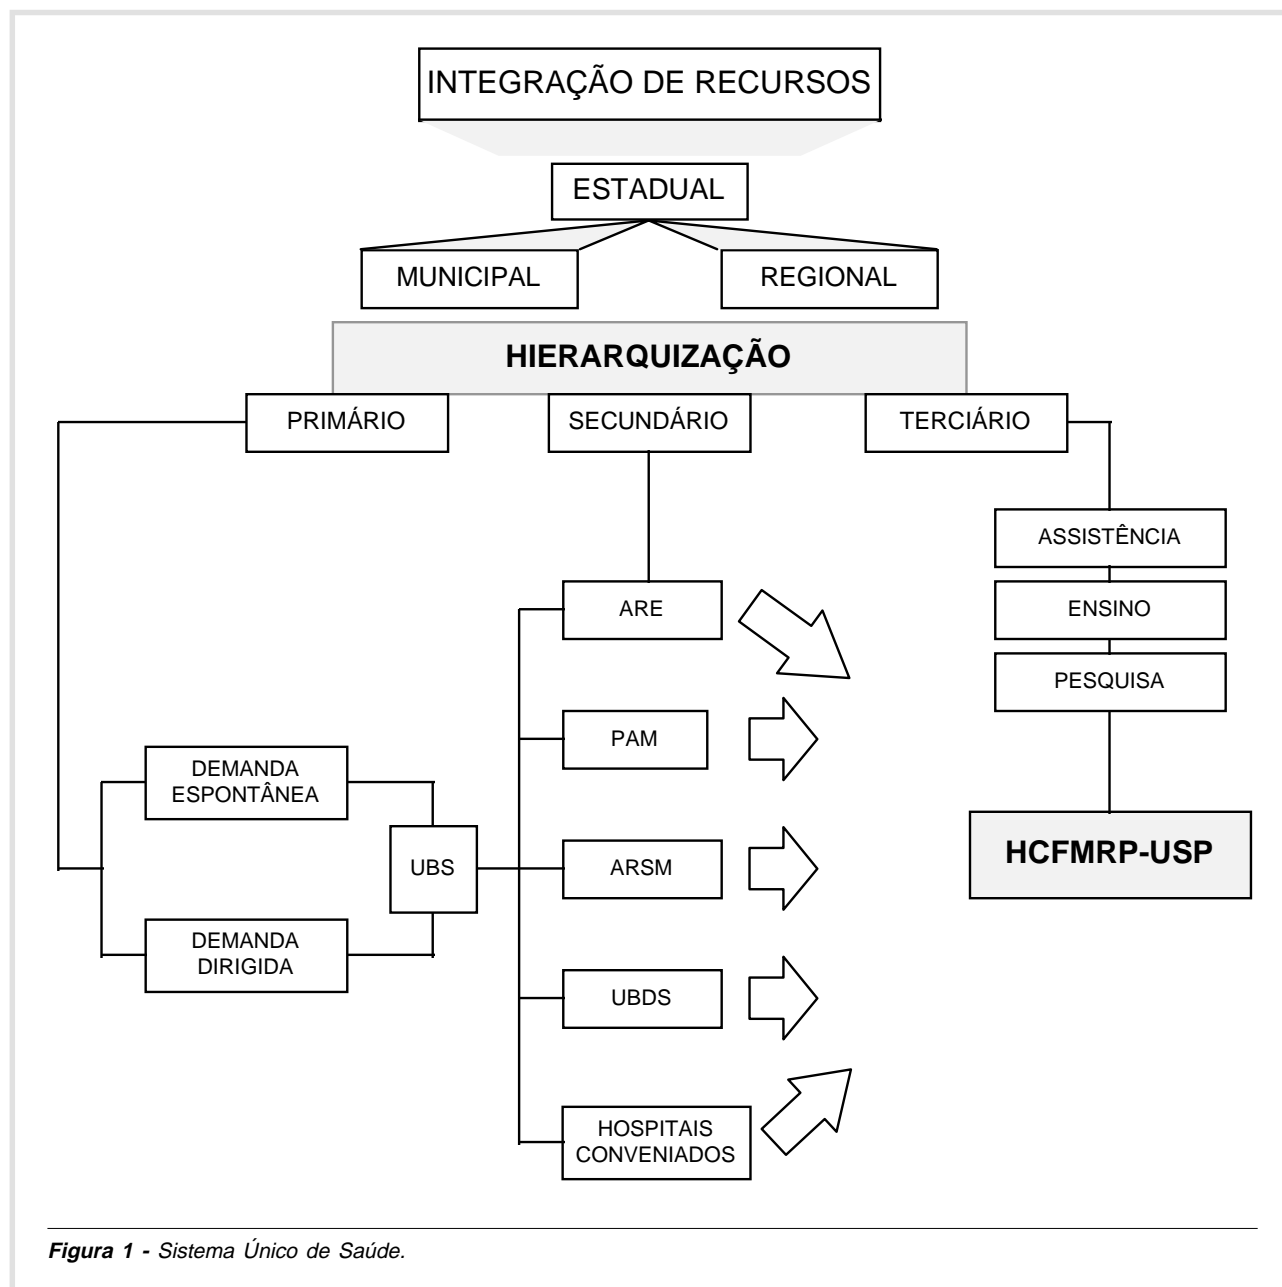 INTEGRAÇÃO DE RECURSOS
ESTADUAL
MUNICIPAL
REGIONAL
HIERARQUIZAÇÃO
PRIMÁRIO
SECUNDÁRIO
TERCIÁRIO
ASSISTÊNCIA
ENSINO
PESQUISA
HCFMRP-USP
ARE
PAM
ARSM
UBDS
HOSPITAIS
CONVENIADOS
DEMANDA
ESPONTÂNEA
UBS
DEMANDA
DIRIGIDA
Figura 1 - Sistema Único de Saúde.